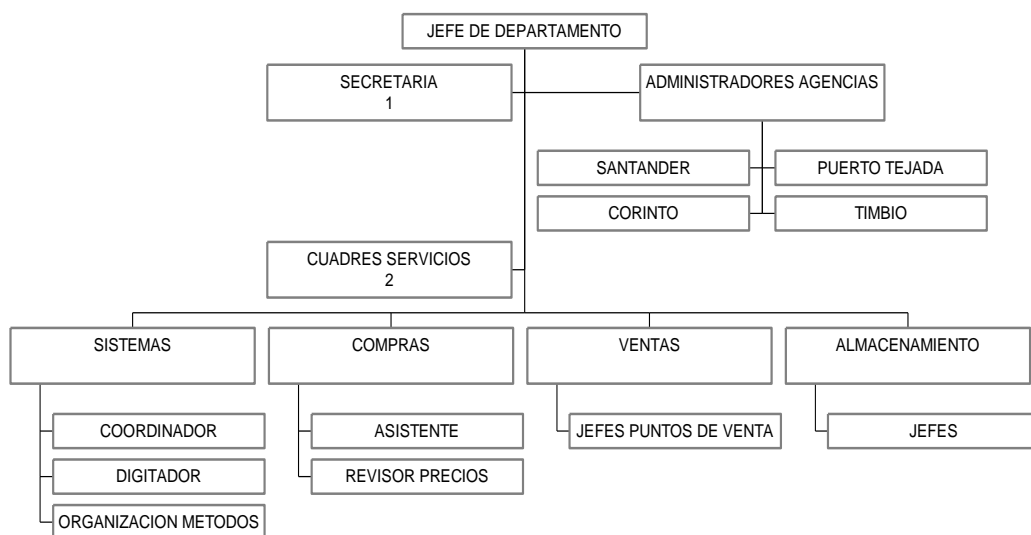 JEFE DE DEPARTAMENTO
SECRETARIA
1
ADMINISTRADORES AGENCIAS
SANTANDER
PUERTO TEJADA
CORINTO
TIMBIO
CUADRES SERVICIOS
2
SISTEMAS
COMPRAS
VENTAS
ALMACENAMIENTO
COORDINADOR
ASISTENTE
JEFES PUNTOS DE VENTA
JEFES
DIGITADOR
REVISOR PRECIOS
ORGANIZACION METODOS